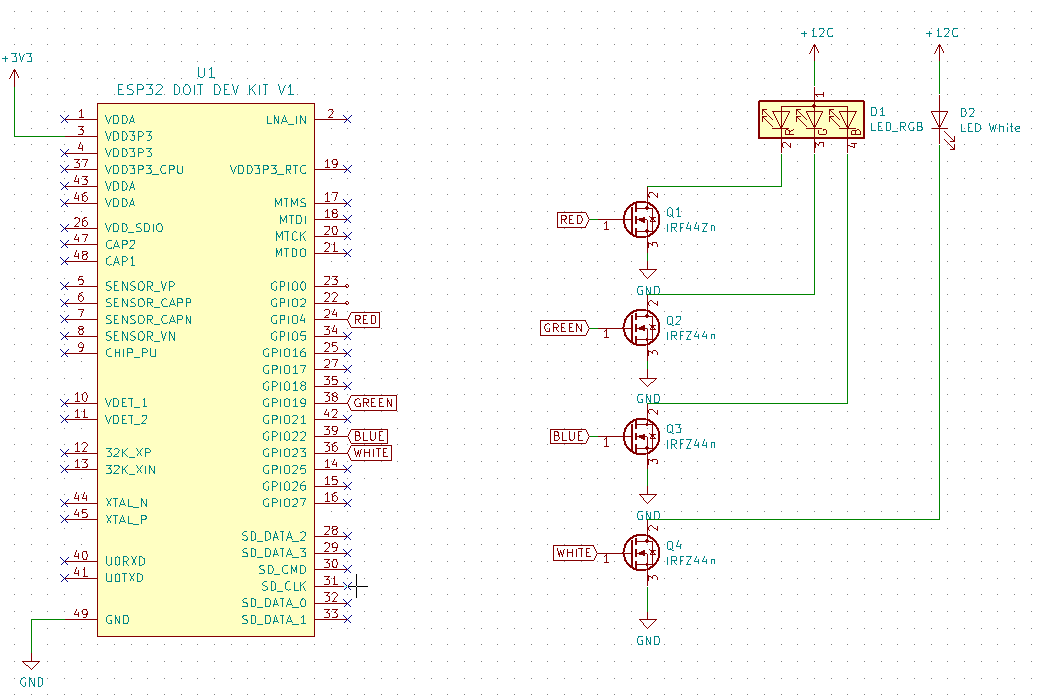 +3V3
U1
ESP32 DOIT DEV KIT V1
1 VDDA
3 VDD3P3
4 VDD3P3
37 VDD3P3_CPU
43 VDDA
46 VDDA
26 VDD_SDIO
47 CAP2
48 CAP1
5 SENSOR_VP
6 SENSOR_CAPP
7 SENSOR_CAPN
8 SENSOR_VN
9 CHIP_PU
10 VDET_1
11 VDET_2
12 32K_XP
13 32K_XIN
44 XTAL_N
45 XTAL_P
40 U0RXD
41 U0TXD
49 GND
GND
LNA_IN 2
VDD3P3_RTC 19
MTMS 17
MTDI 18
MTCK 20
MTDO 21
GPIO0 23
GPIO2 22
GPIO4 24 RED
GPIO5 34
GPIO16 25
GPIO17 27
GPIO18 35
GPIO19 38 GREEN
GPIO21 42
GPIO22 39 BLUE
GPIO23 36 WHITE
GPIO25 14
GPIO26 15
GPIO27 16
SD_DATA_2 28
SD_DATA_3 29
SD_CMD 30
SD_CLK 31
SD_DATA_0 32
SD_DATA_1 33
+12C
1
R G B
2 3 4
D1
LED_RGB
+12C
B2
LED White
RED 1 2 3
Q1
IRF44Zn
GND
GREEN 1 2 3
Q2
IRFZ44n
GND
BLUE 1 2 3
Q3
IRFZ44n
GND
WHITE 1 2 3
Q4
IRFZ44n
GND